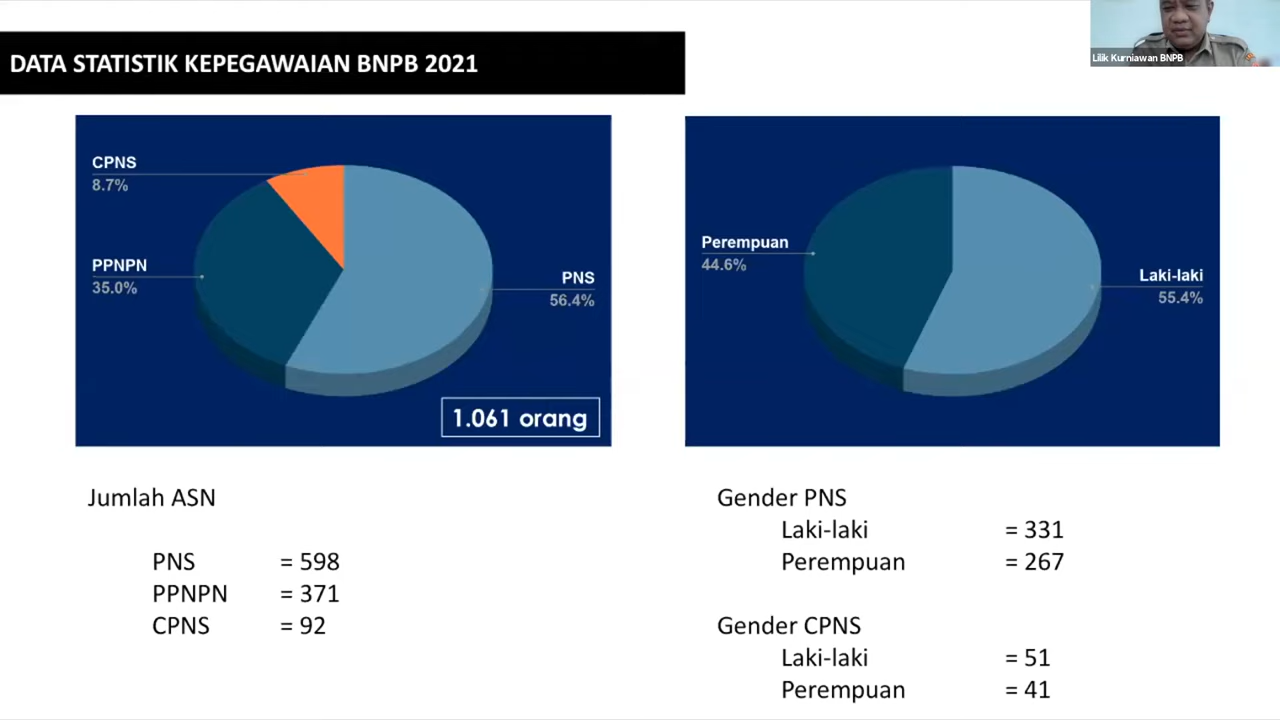 DATA STATISTIK KEPEGAWAIAN BNPB 2021
Lilik Kurniawan BNPB
CPNS
8.7%
PPNPN
35.0%
PNS
56.4%
1.061 orang
Perempuan
44.6%
Laki-laki
55.4%
Jumlah ASN
PNS = 598
PPNPN = 371
CPNS = 92
Gender PNS
Laki-laki = 331
Perempuan = 267
Gender CPNS
Laki-laki = 51
Perempuan = 41